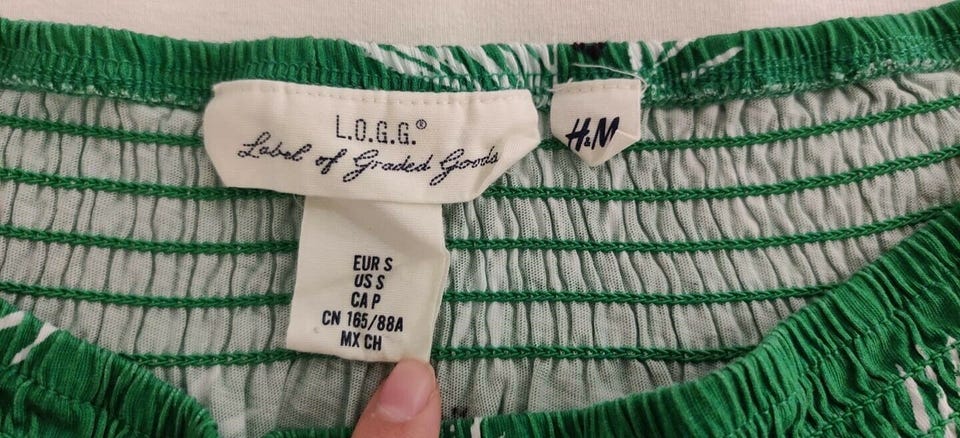 L.O.G.G.®
Label of Graded Goods
H&M
EUR S
US S
CA P
CN 165/88A
MX CH